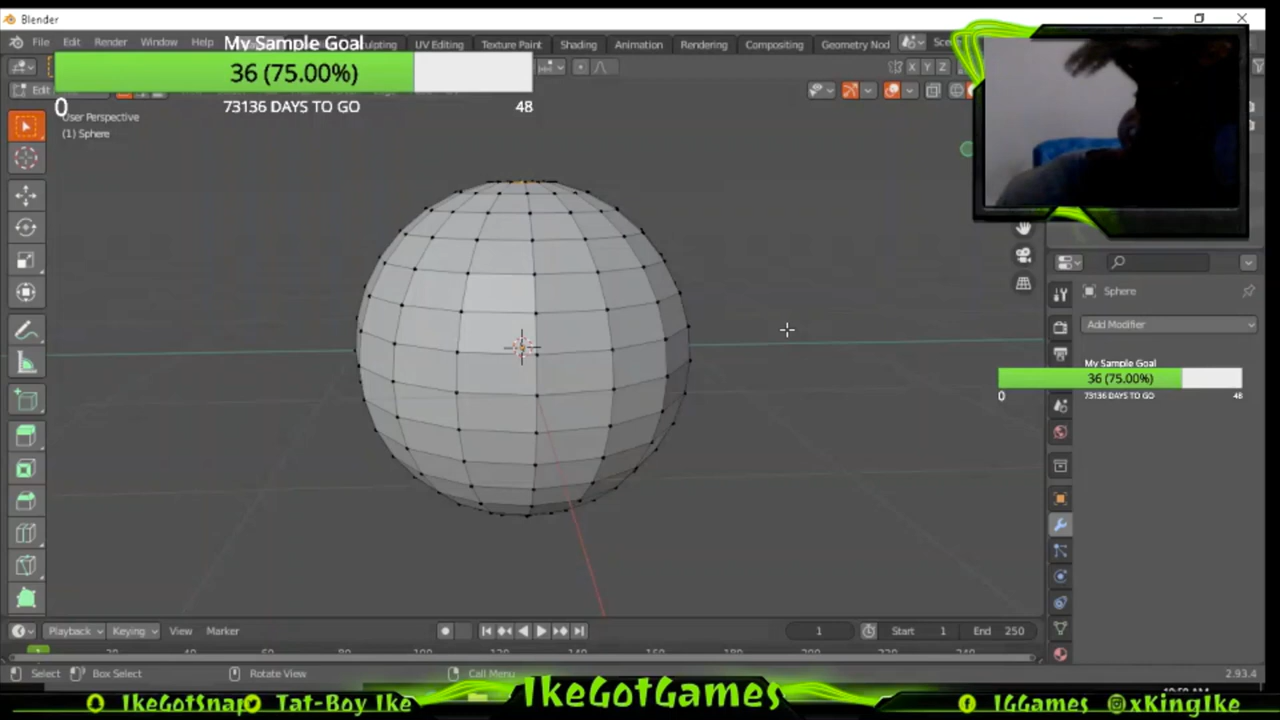 Blender
File Edit Render Window Help
My Sample Goal
UV Editing Texture Paint Shading Animation Rendering Compositing Geometry Nod
36 (75.00%)
X Y Z
Edit
0 73136 DAYS TO GO 48
User Perspective
(1) Sphere
Sphere
Add Modifier
My Sample Goal
36 (75.00%)
0 73136 DAYS TO GO 48
Playback Keying View Marker
1 Start 1 End 250
Select Box Select Rotate View Call Menu 2.93.4
IkeGotGames
IkeGotSnap Tat-Boy Ike IGGames xKingIke